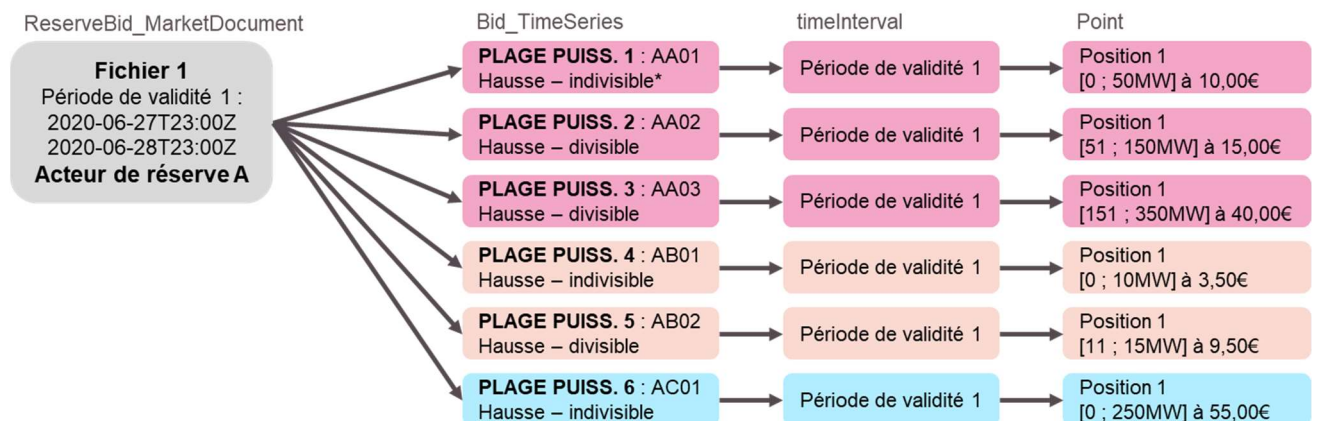 ReserveBid_MarketDocument
Bid_TimeSeries
timeInterval
Point
Fichier 1
Période de validité 1 :
2020-06-27T23:00Z
2020-06-28T23:00Z
Acteur de réserve A
PLAGE PUISS. 1 : AA01
Hausse – indivisible*
Période de validité 1
Position 1
[0 ; 50MW] à 10,00€
PLAGE PUISS. 2 : AA02
Hausse – divisible
Période de validité 1
Position 1
[51 ; 150MW] à 15,00€
PLAGE PUISS. 3 : AA03
Hausse – divisible
Période de validité 1
Position 1
[151 ; 350MW] à 40,00€
PLAGE PUISS. 4 : AB01
Hausse – indivisible
Période de validité 1
Position 1
[0 ; 10MW] à 3,50€
PLAGE PUISS. 5 : AB02
Hausse – divisible
Période de validité 1
Position 1
[11 ; 15MW] à 9,50€
PLAGE PUISS. 6 : AC01
Hausse – indivisible
Période de validité 1
Position 1
[0 ; 250MW] à 55,00€